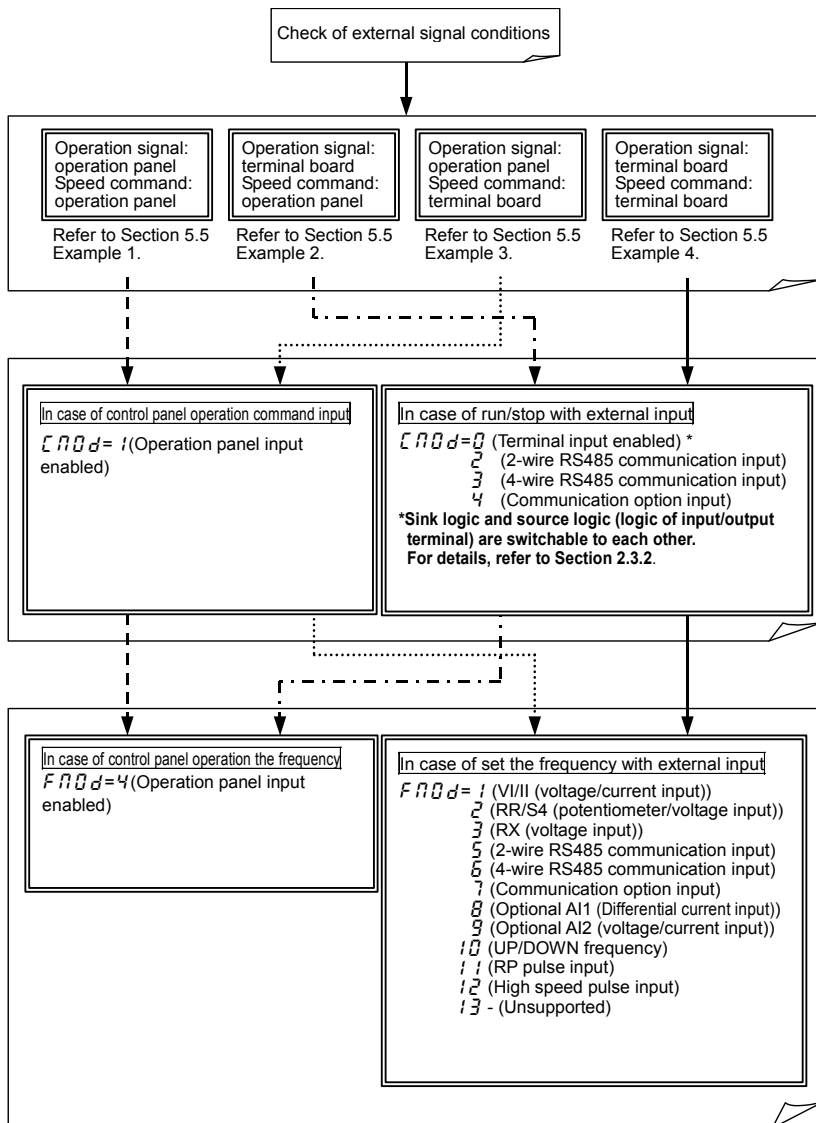 Check of external signal conditions
Operation signal:
operation panel
Speed command:
operation panel
Refer to Section 5.5
Example 1.
Operation signal:
terminal board
Speed command:
operation panel
Refer to Section 5.5
Example 2.
Operation signal:
operation panel
Speed command:
terminal board
Refer to Section 5.5
Example 3.
Operation signal:
terminal board
Speed command:
terminal board
Refer to Section 5.5
Example 4.
In case of control panel operation command input
CMOd=1(Operation panel input
enabled)
In case of run/stop with external input
CMOd=0 (Terminal input enabled) *
2 (2-wire RS485 communication input)
3 (4-wire RS485 communication input)
4 (Communication option input)
*Sink logic and source logic (logic of input/output
terminal) are switchable to each other.
For details, refer to Section 2.3.2.
In case of control panel operation the frequency
FMOd=4(Operation panel input
enabled)
In case of set the frequency with external input
FMOd= 1 (VI/II (voltage/current input))
2 (RR/S4 (potentiometer/voltage input))
3 (RX (voltage input))
5 (2-wire RS485 communication input)
6 (4-wire RS485 communication input)
7 (Communication option input)
8 (Optional AI1 (Differential current input))
9 (Optional AI2 (voltage/current input))
10 (UP/DOWN frequency)
11 (RP pulse input)
12 (High speed pulse input)
13 - (Unsupported)